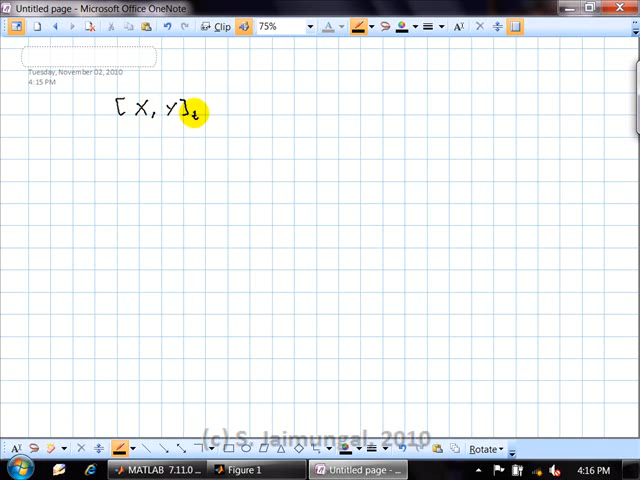 Untitled page - Microsoft Office OneNote
Clip 75%
Tuesday, November 02, 2010
4:15 PM
[ X, Y]t
(c) S. Jaimungal, 2010
Rotate
MATLAB 7.11.0 Figure 1 Untitled page - ... 4:16 PM